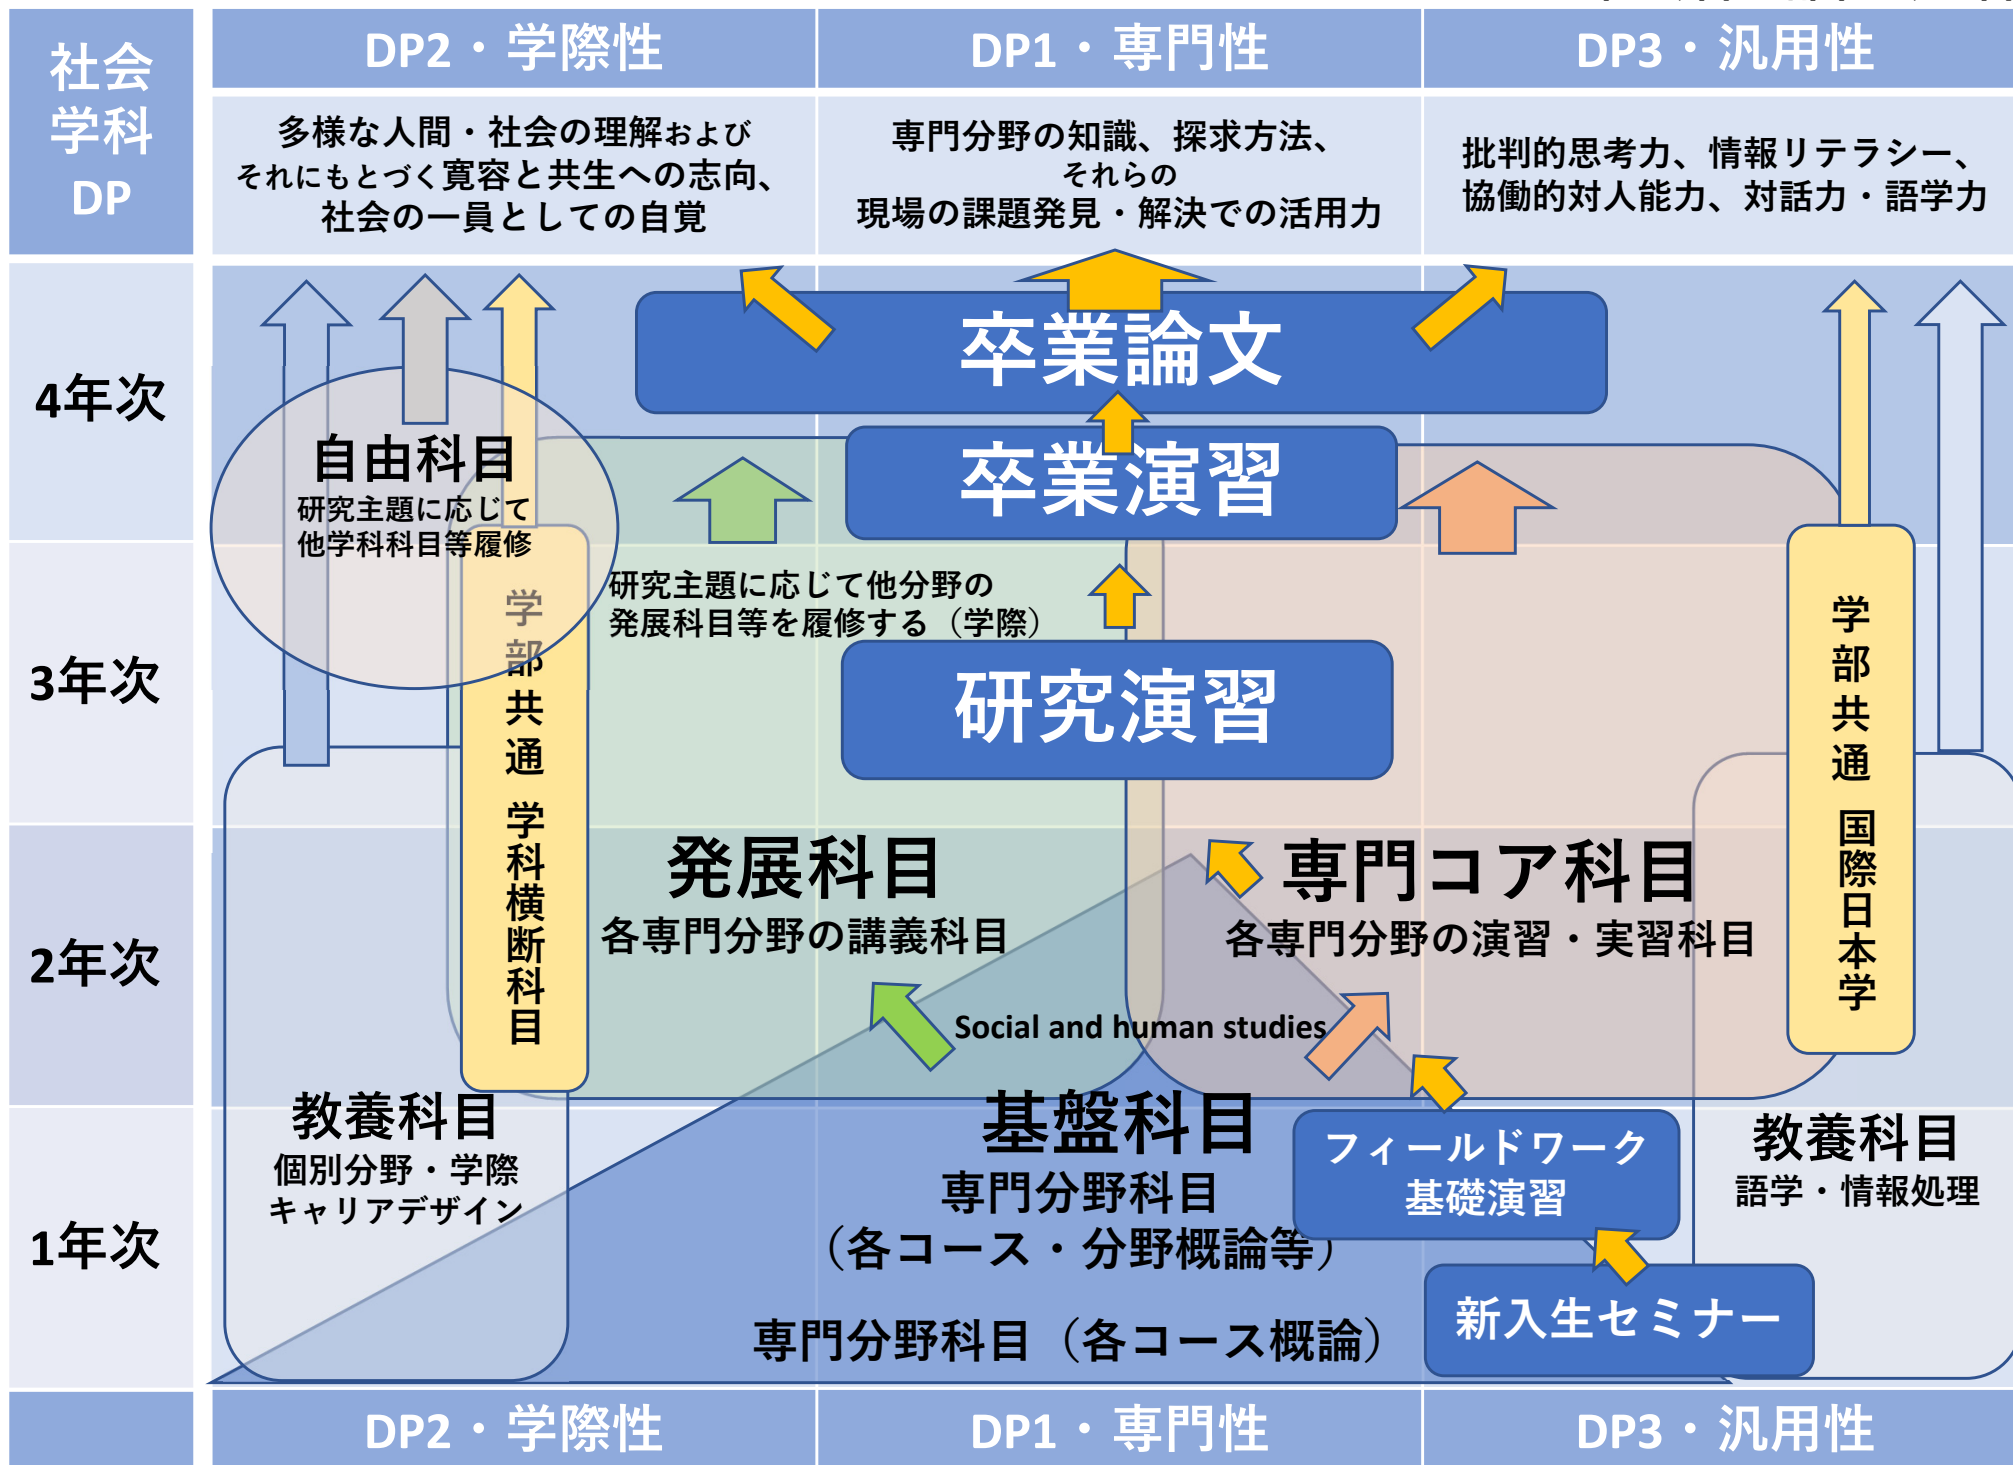 社会
学科
DP
DP2・学際性
DP1・専門性
DP3・汎用性
多様な人間・社会の理解および
それにもとづく寛容と共生への志向、
社会の一員としての自覚
専門分野の知識、探求方法、
それらの
現場の課題発見・解決での活用力
批判的思考力、情報リテラシー、
協働的対人能力、対話力・語学力
4年次
卒業論文
卒業演習
自由科目
研究主題に応じて
他学科科目等履修
3年次
研究主題に応じて他分野の
発展科目等を履修する（学際）
研究演習
学部共通 学科横断科目
学部共通 国際日本学
2年次
発展科目
各専門分野の講義科目
専門コア科目
各専門分野の演習・実習科目
Social and human studies
1年次
教養科目
個別分野・学際
キャリアデザイン
基盤科目
専門分野科目
（各コース・分野概論等）
専門分野科目（各コース概論）
フィールドワーク
基礎演習
新入生セミナー
教養科目
語学・情報処理
DP2・学際性
DP1・専門性
DP3・汎用性